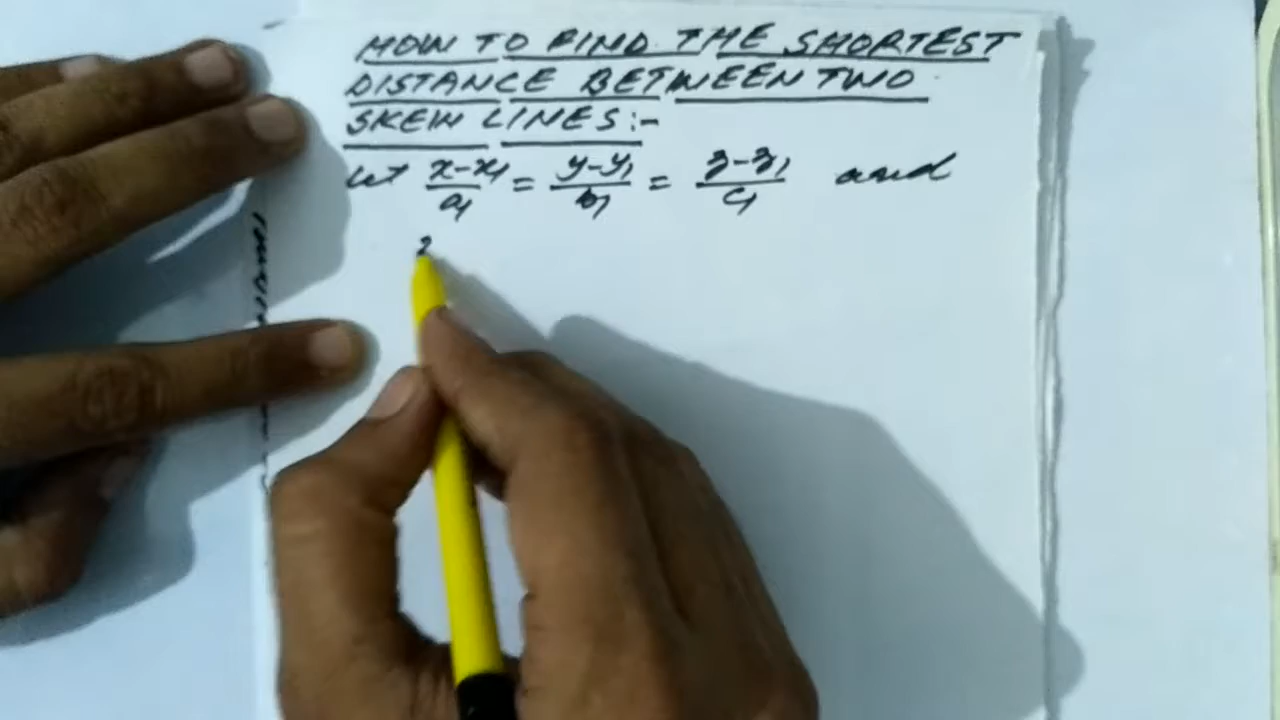 HOW TO FIND THE SHORTEST
DISTANCE BETWEEN TWO
SKEW LINES:-
Let (x-x₁)/a₁ = (y-y₁)/b₁ = (z-z₁)/c₁ and